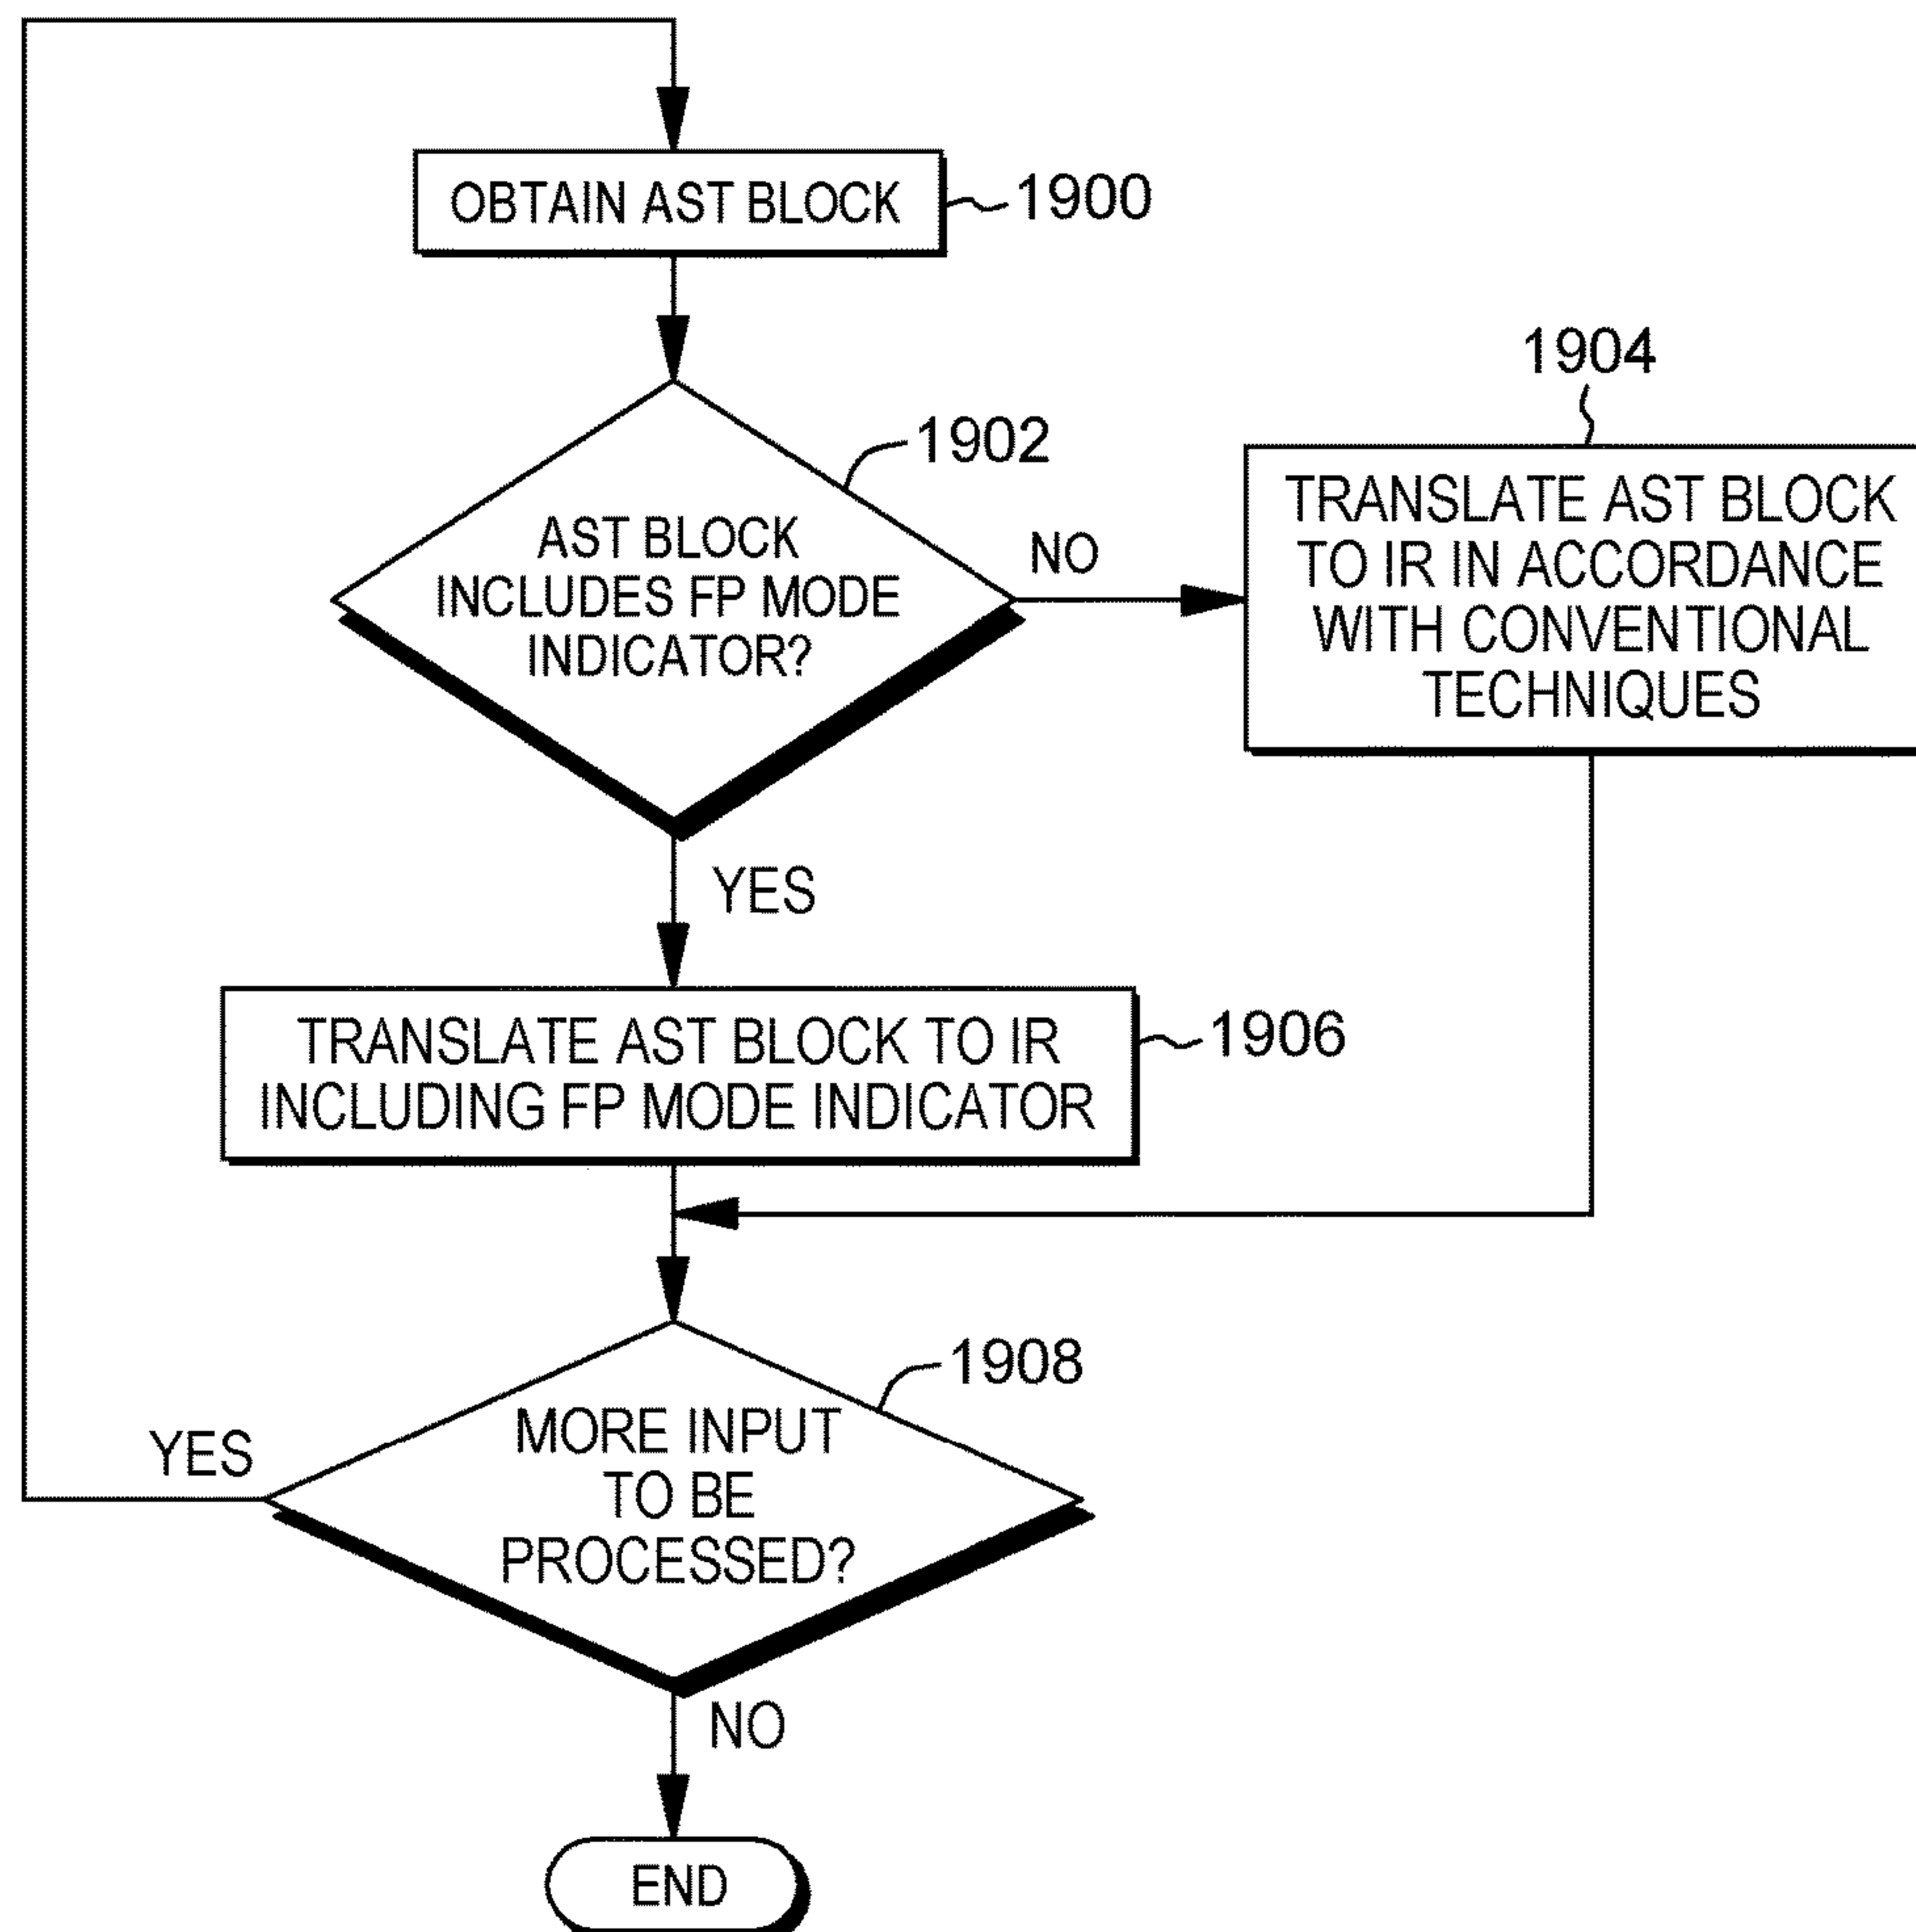 OBTAIN AST BLOCK
1900
1902
AST BLOCK
INCLUDES FP MODE
INDICATOR?
NO
1904
TRANSLATE AST BLOCK
TO IR IN ACCORDANCE
WITH CONVENTIONAL
TECHNIQUES
YES
TRANSLATE AST BLOCK TO IR
INCLUDING FP MODE INDICATOR
1906
1908
MORE INPUT
TO BE
PROCESSED?
YES
NO
END